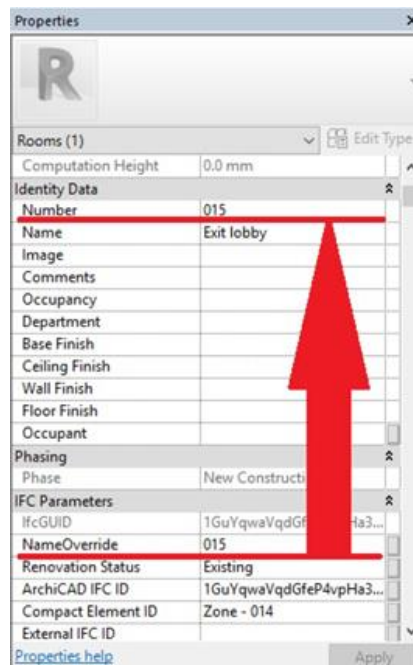 Properties
R
Rooms (1) Edit Type
Computation Height 0.0 mm
Identity Data
Number 015
Name Exit lobby
Image
Comments
Occupancy
Department
Base Finish
Ceiling Finish
Wall Finish
Floor Finish
Occupant
Phasing
Phase New Constructi
IFC Parameters
IfcGUID Ha3...
NameOverride 015
Renovation Status Existing
ArchiCAD IFC ID 1GuYqwaVqdGfeP4vpHa3...
Compact Element ID Zone - 014
External IFC ID
Properties help Apply